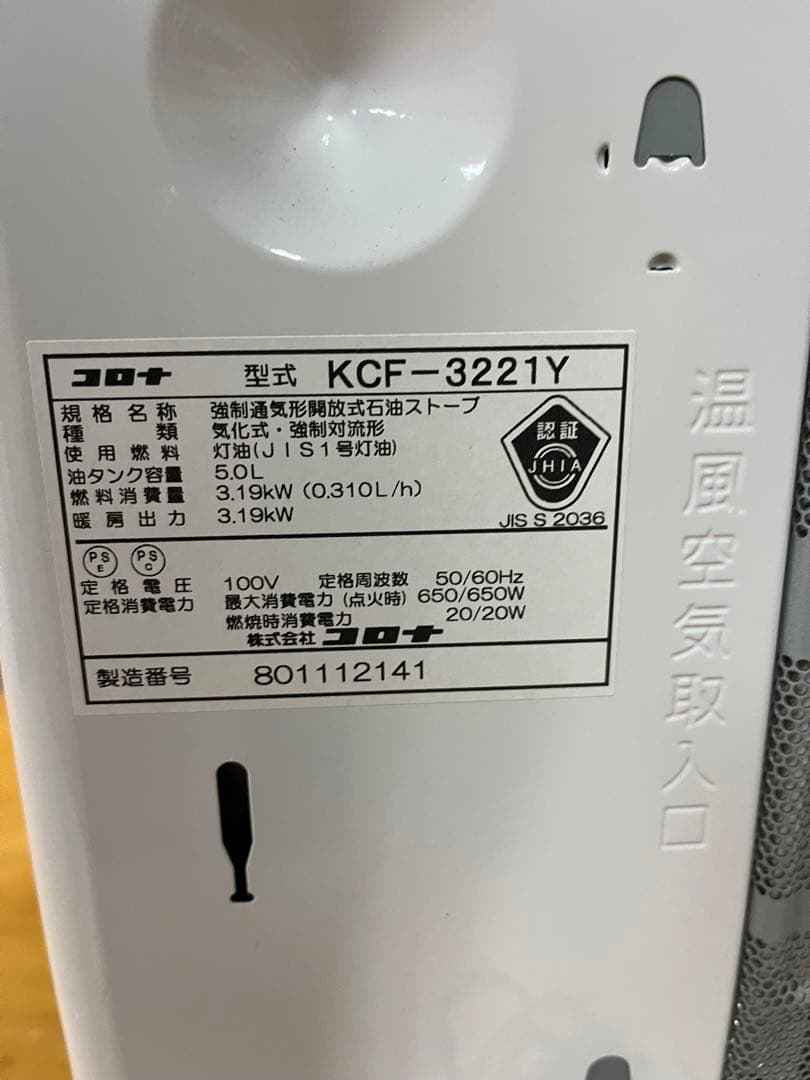 コロナ 型式 KCF-3221Y
規格名称 強制通気形開放式石油ストーブ
種類 気化式・強制対流形
使用燃料 灯油(JIS1号灯油)
油タンク容量 5.0L
燃料消費量 3.19kW (0.310L/h)
暖房出力 3.19kW
認証
JHIA
JIS S 2036
PS E PS C
定格電圧 100V 定格周波数 50/60Hz
定格消費電力 最大消費電力(点火時) 650/650W
燃焼時消費電力 20/20W
株式会社 コロナ
製造番号 801112141
温風空気取入口